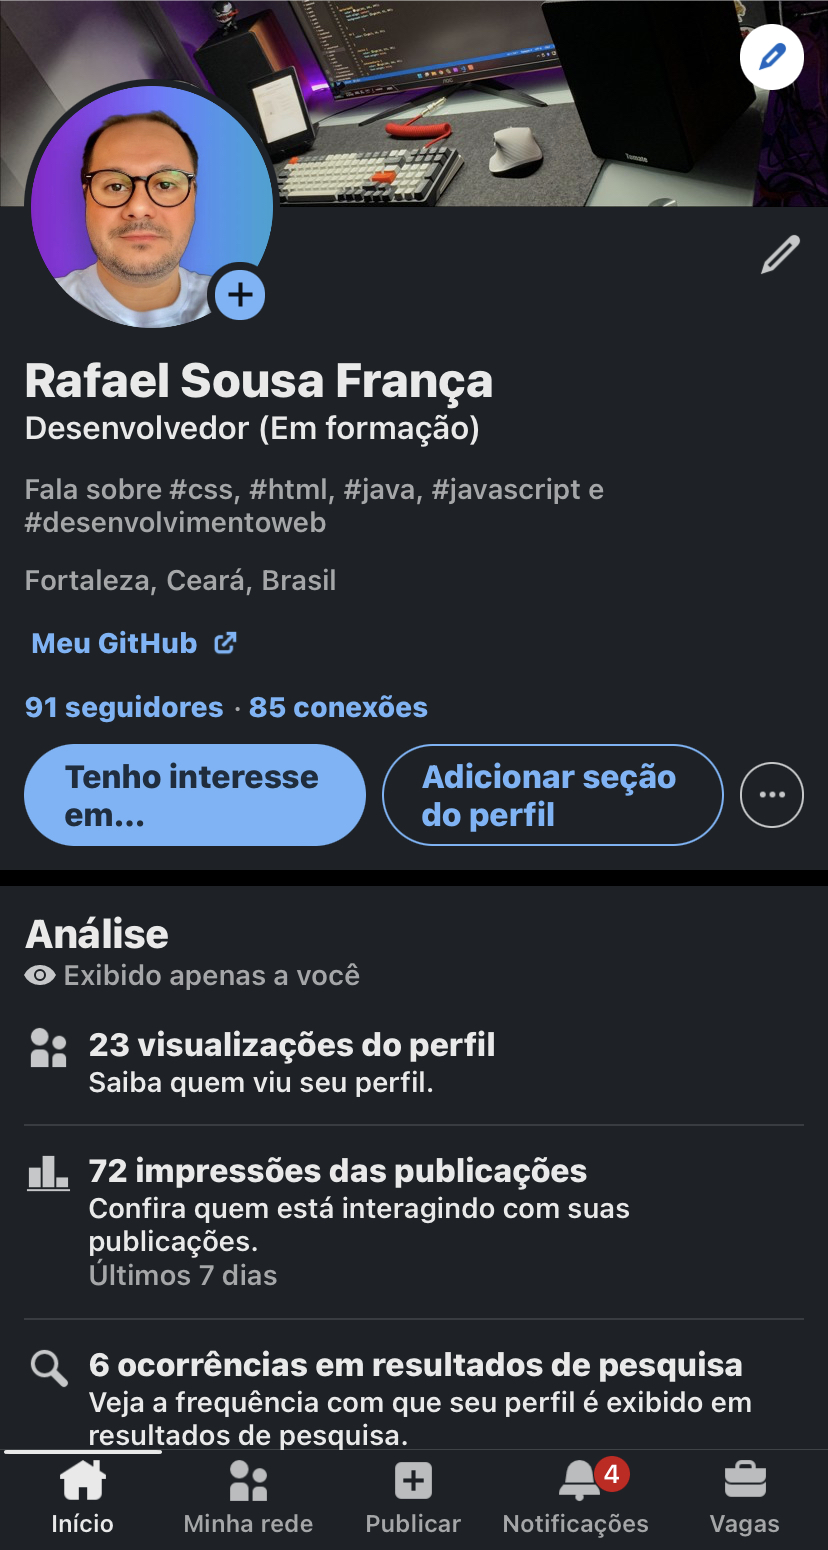 Tomate
Rafael Sousa França
Desenvolvedor (Em formação)
Fala sobre #css, #html, #java, #javascript e
#desenvolvimentoweb
Fortaleza, Ceará, Brasil
Meu GitHub
91 seguidores · 85 conexões
Tenho interesse
em...
Adicionar seção
do perfil
Análise
Exibido apenas a você
23 visualizações do perfil
Saiba quem viu seu perfil.
72 impressões das publicações
Confira quem está interagindo com suas
publicações.
Últimos 7 dias
6 ocorrências em resultados de pesquisa
Veja a frequência com que seu perfil é exibido em
resultados de pesquisa.
4
Início
Minha rede
Publicar
Notificações
Vagas